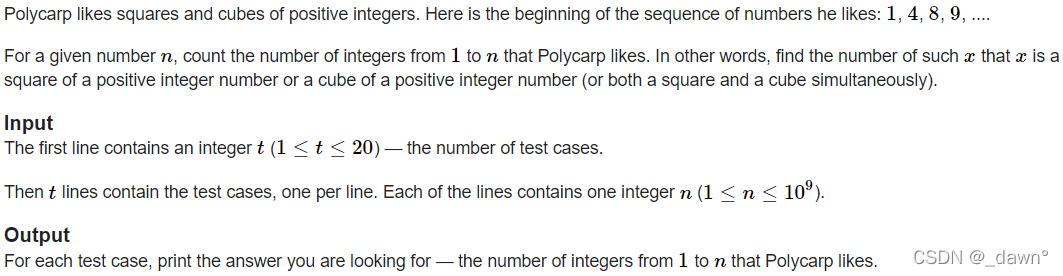 Polycarp likes squares and cubes of positive integers. Here is the beginning of the sequence of numbers he likes: 1, 4, 8, 9, ....
For a given number n, count the number of integers from 1 to n that Polycarp likes. In other words, find the number of such x that x is a
square of a positive integer number or a cube of a positive integer number (or both a square and a cube simultaneously).
Input
The first line contains an integer t (1 ≤ t ≤ 20) — the number of test cases.
Then t lines contain the test cases, one per line. Each of the lines contains one integer n (1 ≤ n ≤ 10⁹).
Output
For each test case, print the answer you are looking for — the number of integers from 1 to n that Polycarp likes.
CSDN @_dawn°